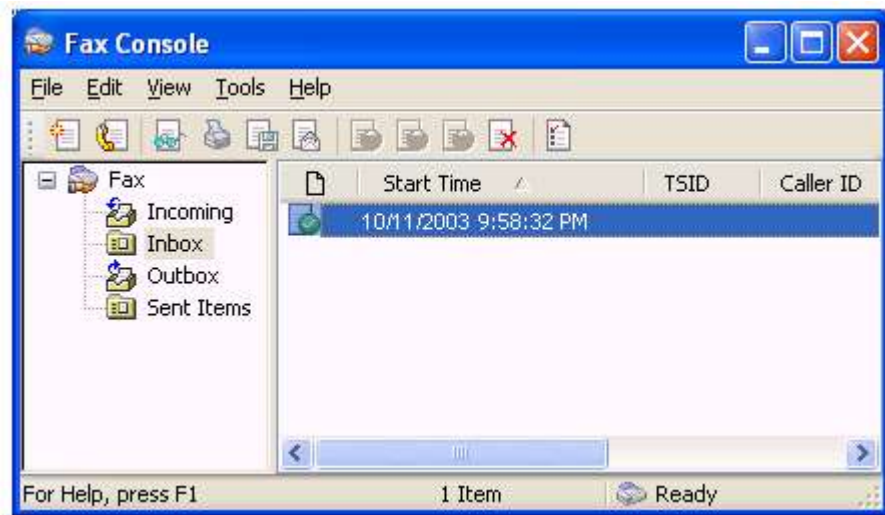 Fax Console
File Edit View Tools Help
Fax
Incoming
Inbox
Outbox
Sent Items
Start Time TSID Caller ID
10/11/2003 9:58:32 PM
For Help, press F1 1 Item Ready